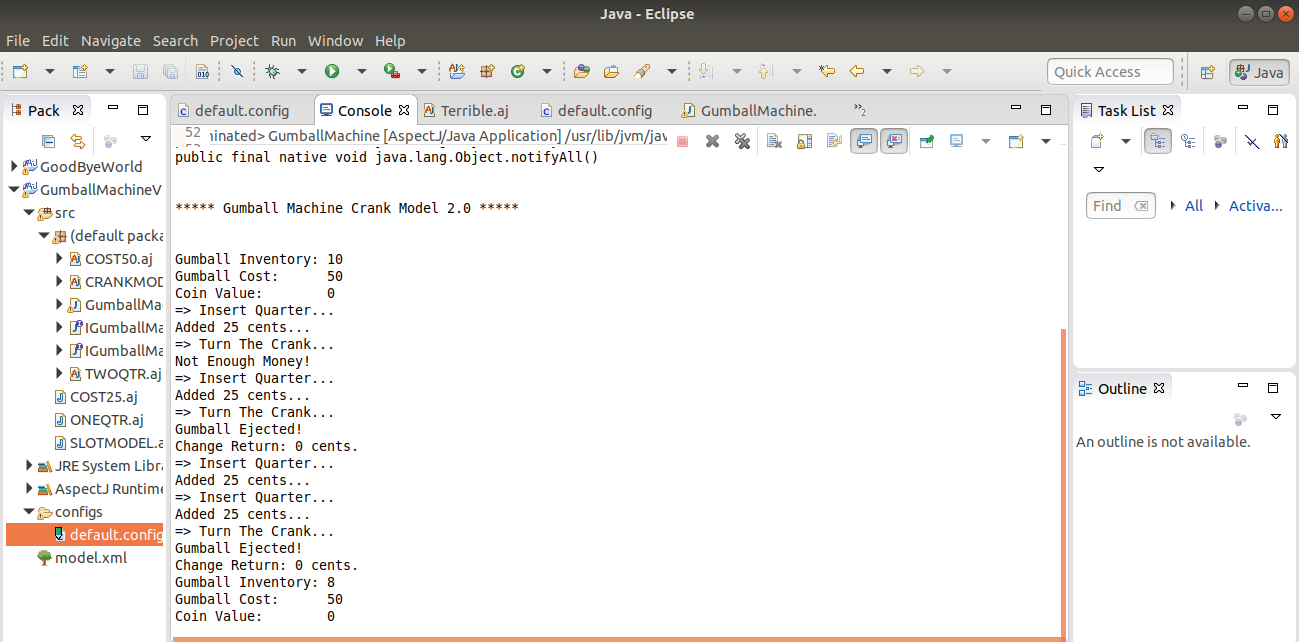 Java - Eclipse
File Edit Navigate Search Project Run Window Help
Quick Access
Java
Pack
default.config
Console
Terrible.aj
default.config
GumballMachine.
»2
Task List
52
ninated> GumballMachine [AspectJ/Java Application] /usr/lib/jvm/jav
public final native void java.lang.Object.notifyAll()
***** Gumball Machine Crank Model 2.0 *****
Gumball Inventory: 10
Gumball Cost: 50
Coin Value: 0
=> Insert Quarter...
Added 25 cents...
=> Turn The Crank...
Not Enough Money!
=> Insert Quarter...
Added 25 cents...
=> Turn The Crank...
Gumball Ejected!
Change Return: 0 cents.
=> Insert Quarter...
Added 25 cents...
=> Insert Quarter...
Added 25 cents...
=> Turn The Crank...
Gumball Ejected!
Change Return: 0 cents.
Gumball Inventory: 8
Gumball Cost: 50
Coin Value: 0
GoodByeWorld
GumballMachineV
src
(default packa
COST50.aj
CRANKMOD
GumballMa
IGumballMa
IGumballMa
TWOQTR.aj
COST25.aj
ONEQTR.aj
SLOTMODEL.a
JRE System Libra
AspectJ Runtime
configs
default.config
model.xml
Find
All
Activa...
Outline
An outline is not available.